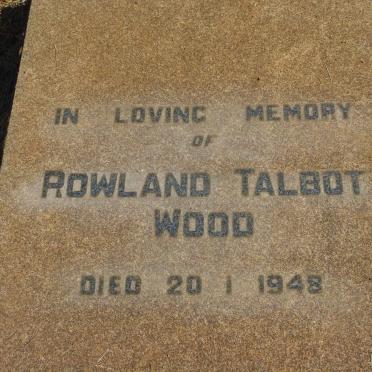 IN LOVING MEMORY
OF
ROWLAND TALBOT
WOOD
DIED 20 1 1948